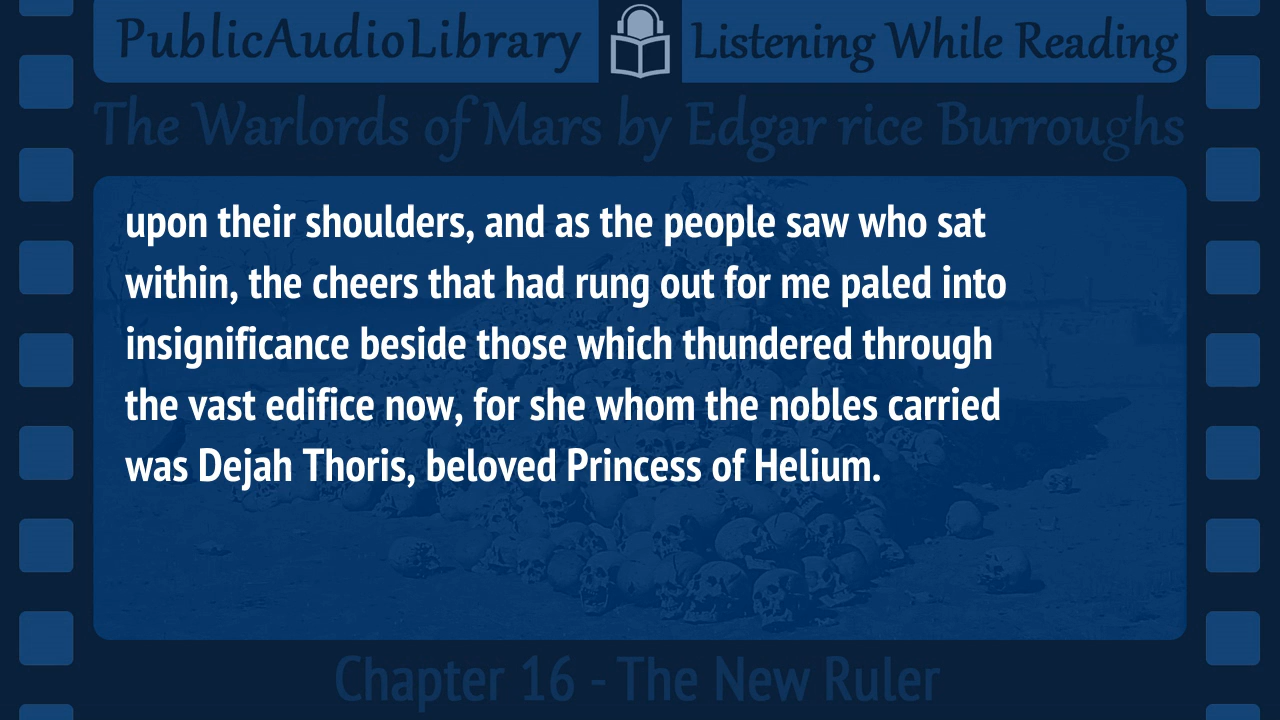 PublicAudioLibrary Listening While Reading
The Warlords of Mars by Edgar rice Burroughs
upon their shoulders, and as the people saw who sat
within, the cheers that had rung out for me paled into
insignificance beside those which thundered through
the vast edifice now, for she whom the nobles carried
was Dejah Thoris, beloved Princess of Helium.
Chapter 16 - The New Ruler